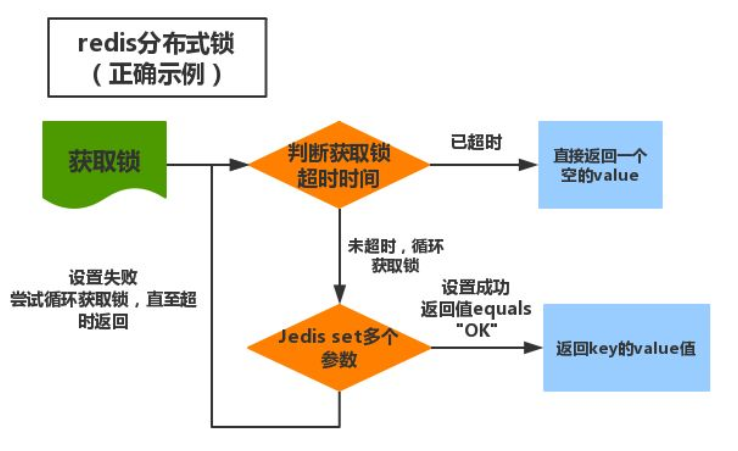 redis分布式锁
（正确示例）
获取锁
判断获取锁
超时时间
已超时
直接返回一个
空的value
未超时，循环
获取锁
设置失败
尝试循环获取锁，直至超
时返回
设置成功
返回值equals
"OK"
Jedis set多个
参数
返回key的value值